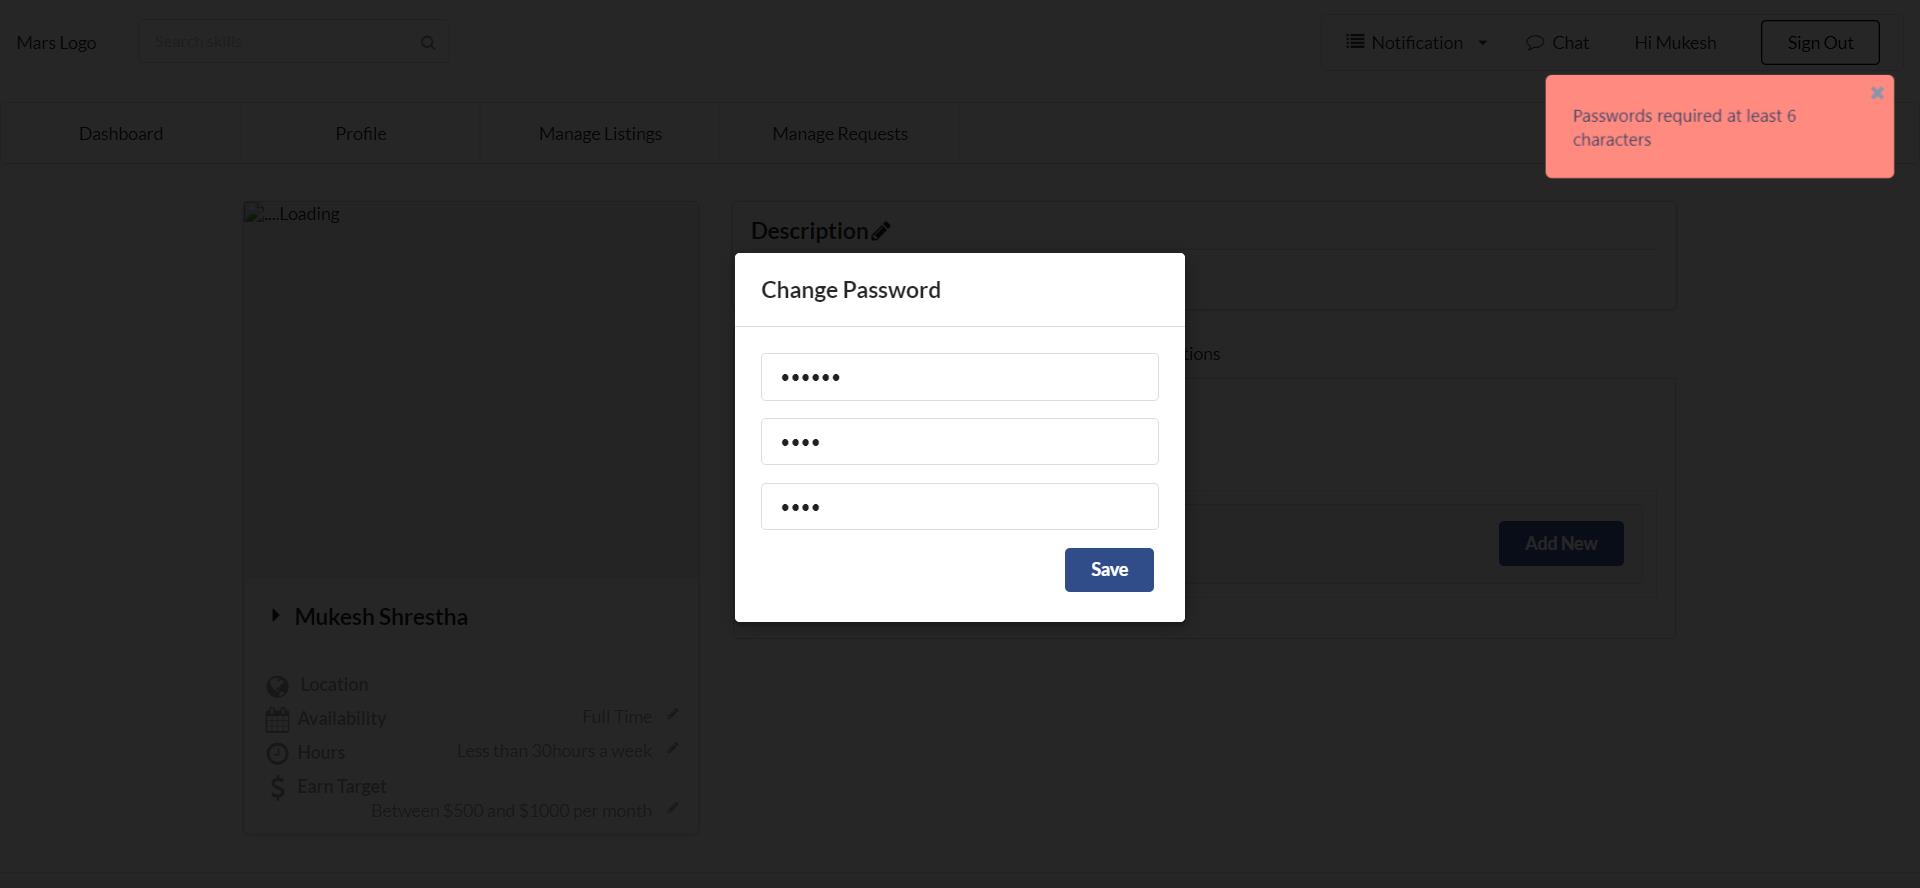 Mars Logo
Search skills
Notification
Chat
Hi Mukesh
Sign Out
Passwords required at least 6
characters
Dashboard
Profile
Manage Listings
Manage Requests
....Loading
Description
Change Password
••••••
••••
••••
Save
tions
Add New
Mukesh Shrestha
Location
Availability
Full Time
Hours
Less than 30hours a week
Earn Target
Between $500 and $1000 per month